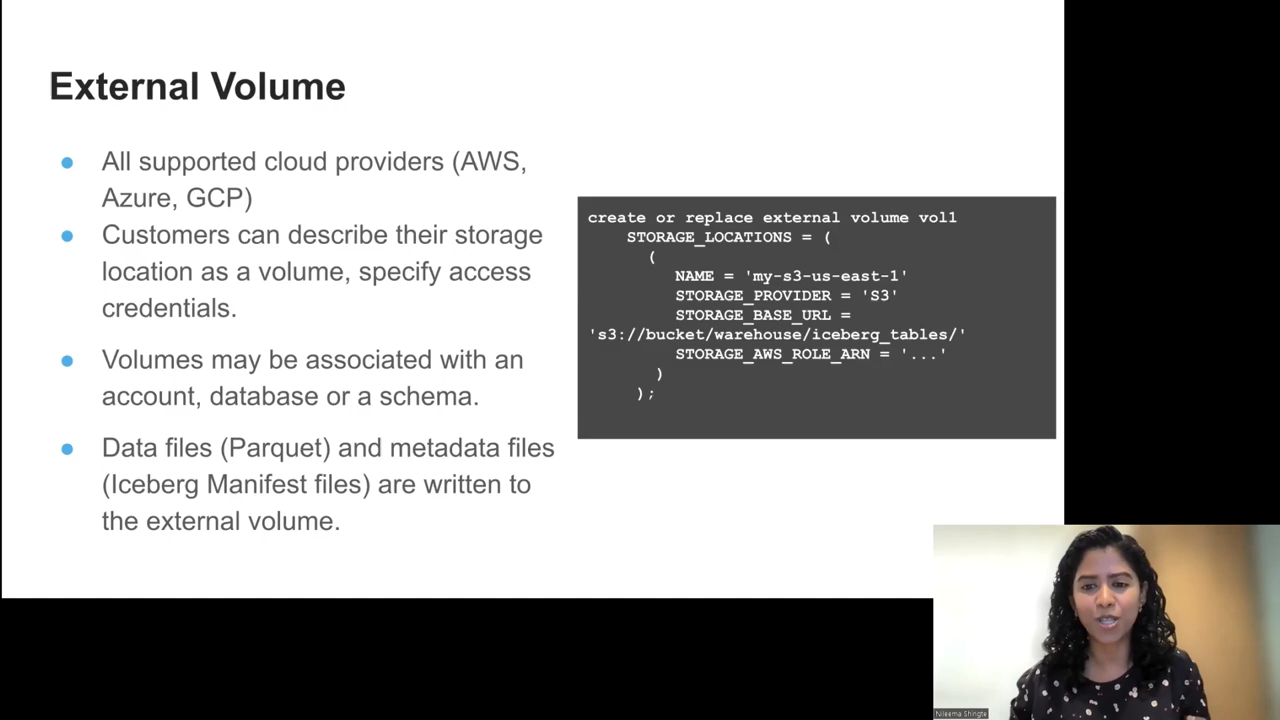 External Volume
● All supported cloud providers (AWS,
Azure, GCP)
● Customers can describe their storage
location as a volume, specify access
credentials.
● Volumes may be associated with an
account, database or a schema.
● Data files (Parquet) and metadata files
(Iceberg Manifest files) are written to
the external volume.
create or replace external volume vol1
STORAGE_LOCATIONS = (
(
NAME = 'my-s3-us-east-1'
STORAGE_PROVIDER = 'S3'
STORAGE_BASE_URL =
's3://bucket/warehouse/iceberg_tables/'
STORAGE_AWS_ROLE_ARN = '...'
)
);
Nileema Shingte